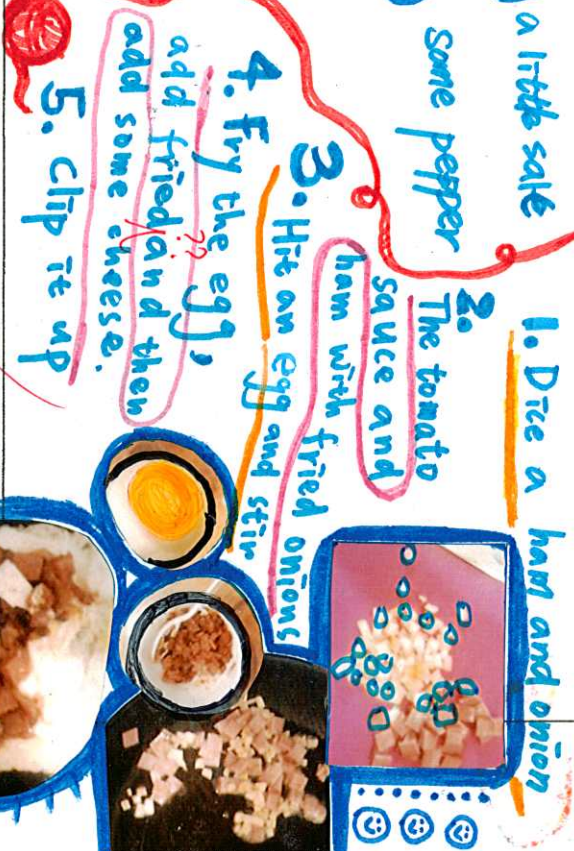 a little sale
some pepper
1. Dice a ham and onion
2. The tomato
sauce and
ham with fried onions
3. Hit an egg and stir
4. Fry the egg,
??
add fried and then
add some cheese.
5. Clip it up